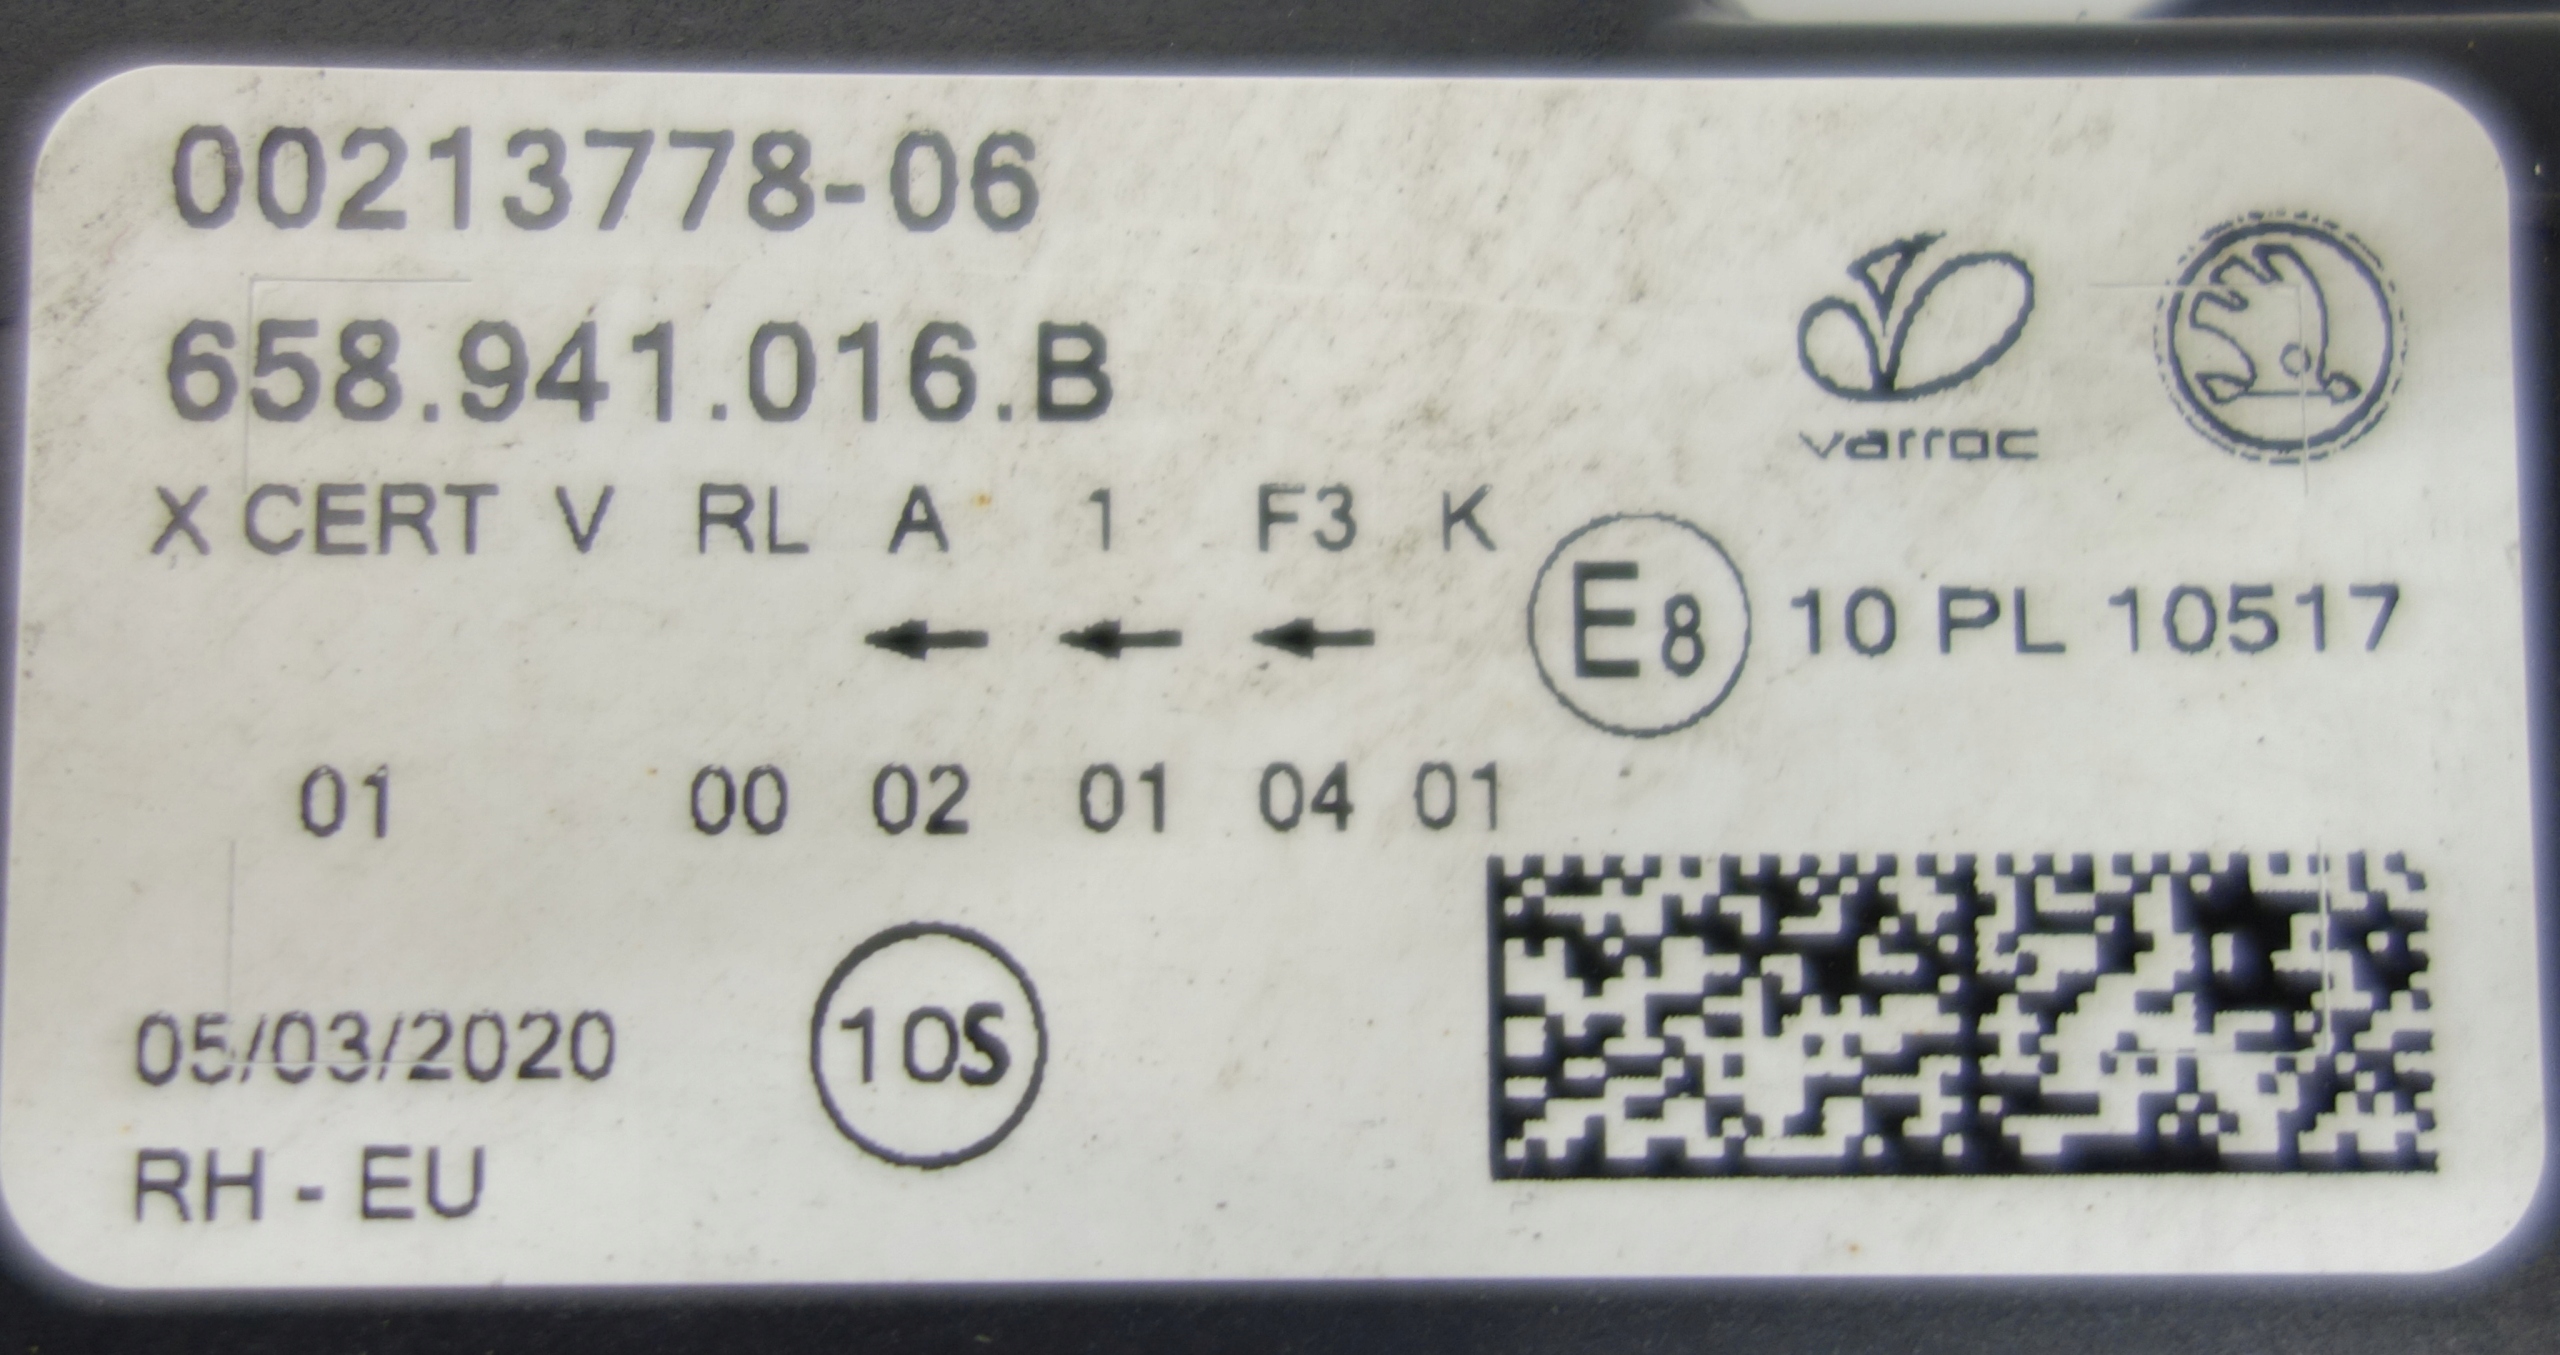 00213778-06
658.941.016.B
varroc
X CERT V RL A 1 F3 K
E8 10 PL 10517
01 00 02 01 04 01
05/03/2020
10S
RH - EU